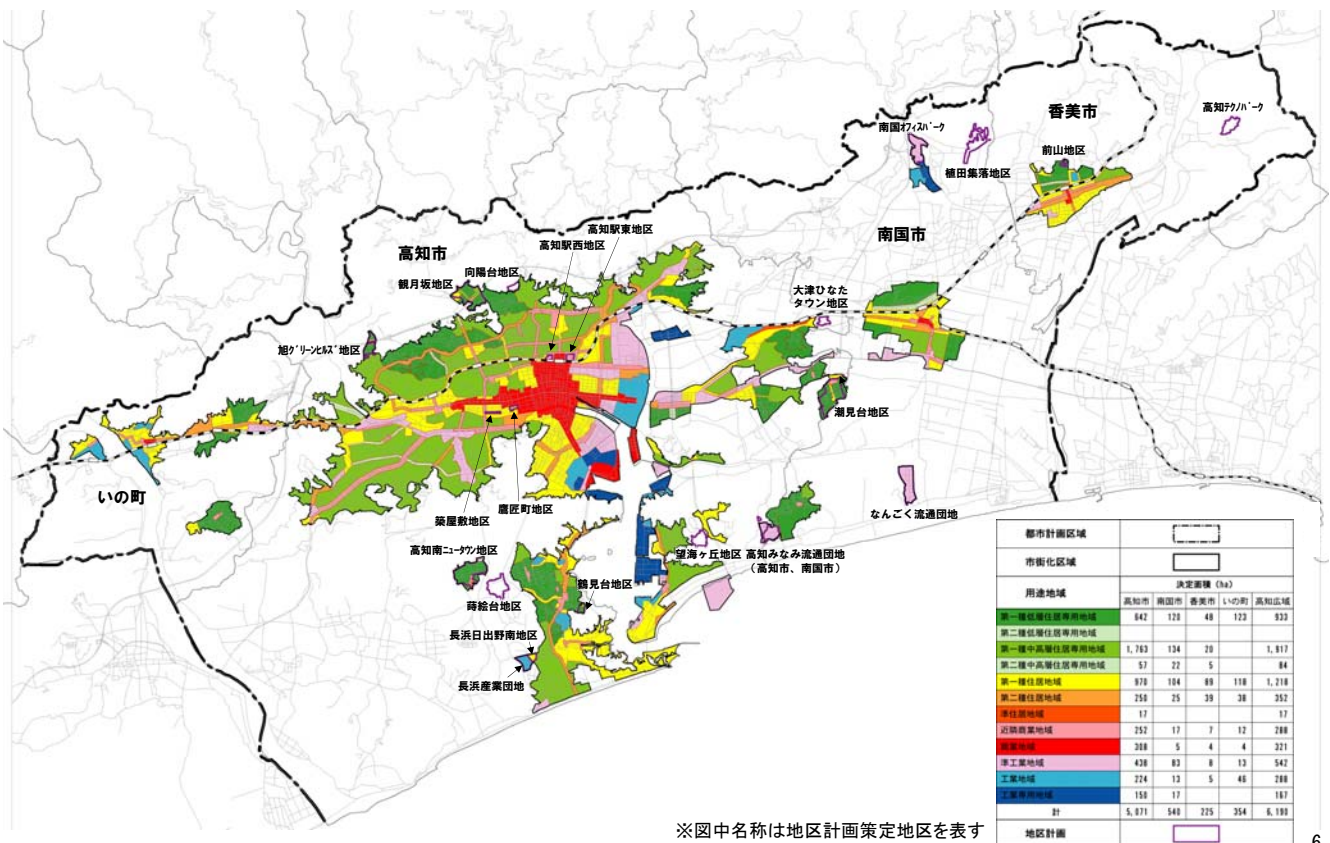 香美市
高知テクノパーク
南国オフィスパーク
前山地区
植田集落地区
高知駅東地区
高知駅西地区
南国市
高知市
向陽台地区
観月坂地区
大津ひなた
タウン地区
旭グリーンヒルズ地区
潮見台地区
いの町
鷹匠町地区
築屋敷地区
なんごく流通団地
高知南ニュータウン地区
望海ヶ丘地区
高知みなみ流通団地
(高知市、南国市)
鶴見台地区
蒔絵台地区
長浜日出野南地区
長浜産業団地
都市計画区域
市街化区域
用途地域 決定面積 (ha)
高知市 南国市 香美市 いの町 高知広域
第一種低層住居専用地域 642 120 48 123 933
第二種低層住居専用地域
第一種中高層住居専用地域 1,763 134 20 1,917
第二種中高層住居専用地域 57 22 5 84
第一種住居地域 970 104 89 118 1,218
第二種住居地域 250 25 39 38 352
準住居地域 17 17
近隣商業地域 252 17 7 12 288
商業地域 308 5 4 4 321
準工業地域 438 83 8 13 542
工業地域 224 13 5 46 288
工業専用地域 150 17 167
計 5,071 540 225 354 6,190
地区計画
※図中名称は地区計画策定地区を表す
6